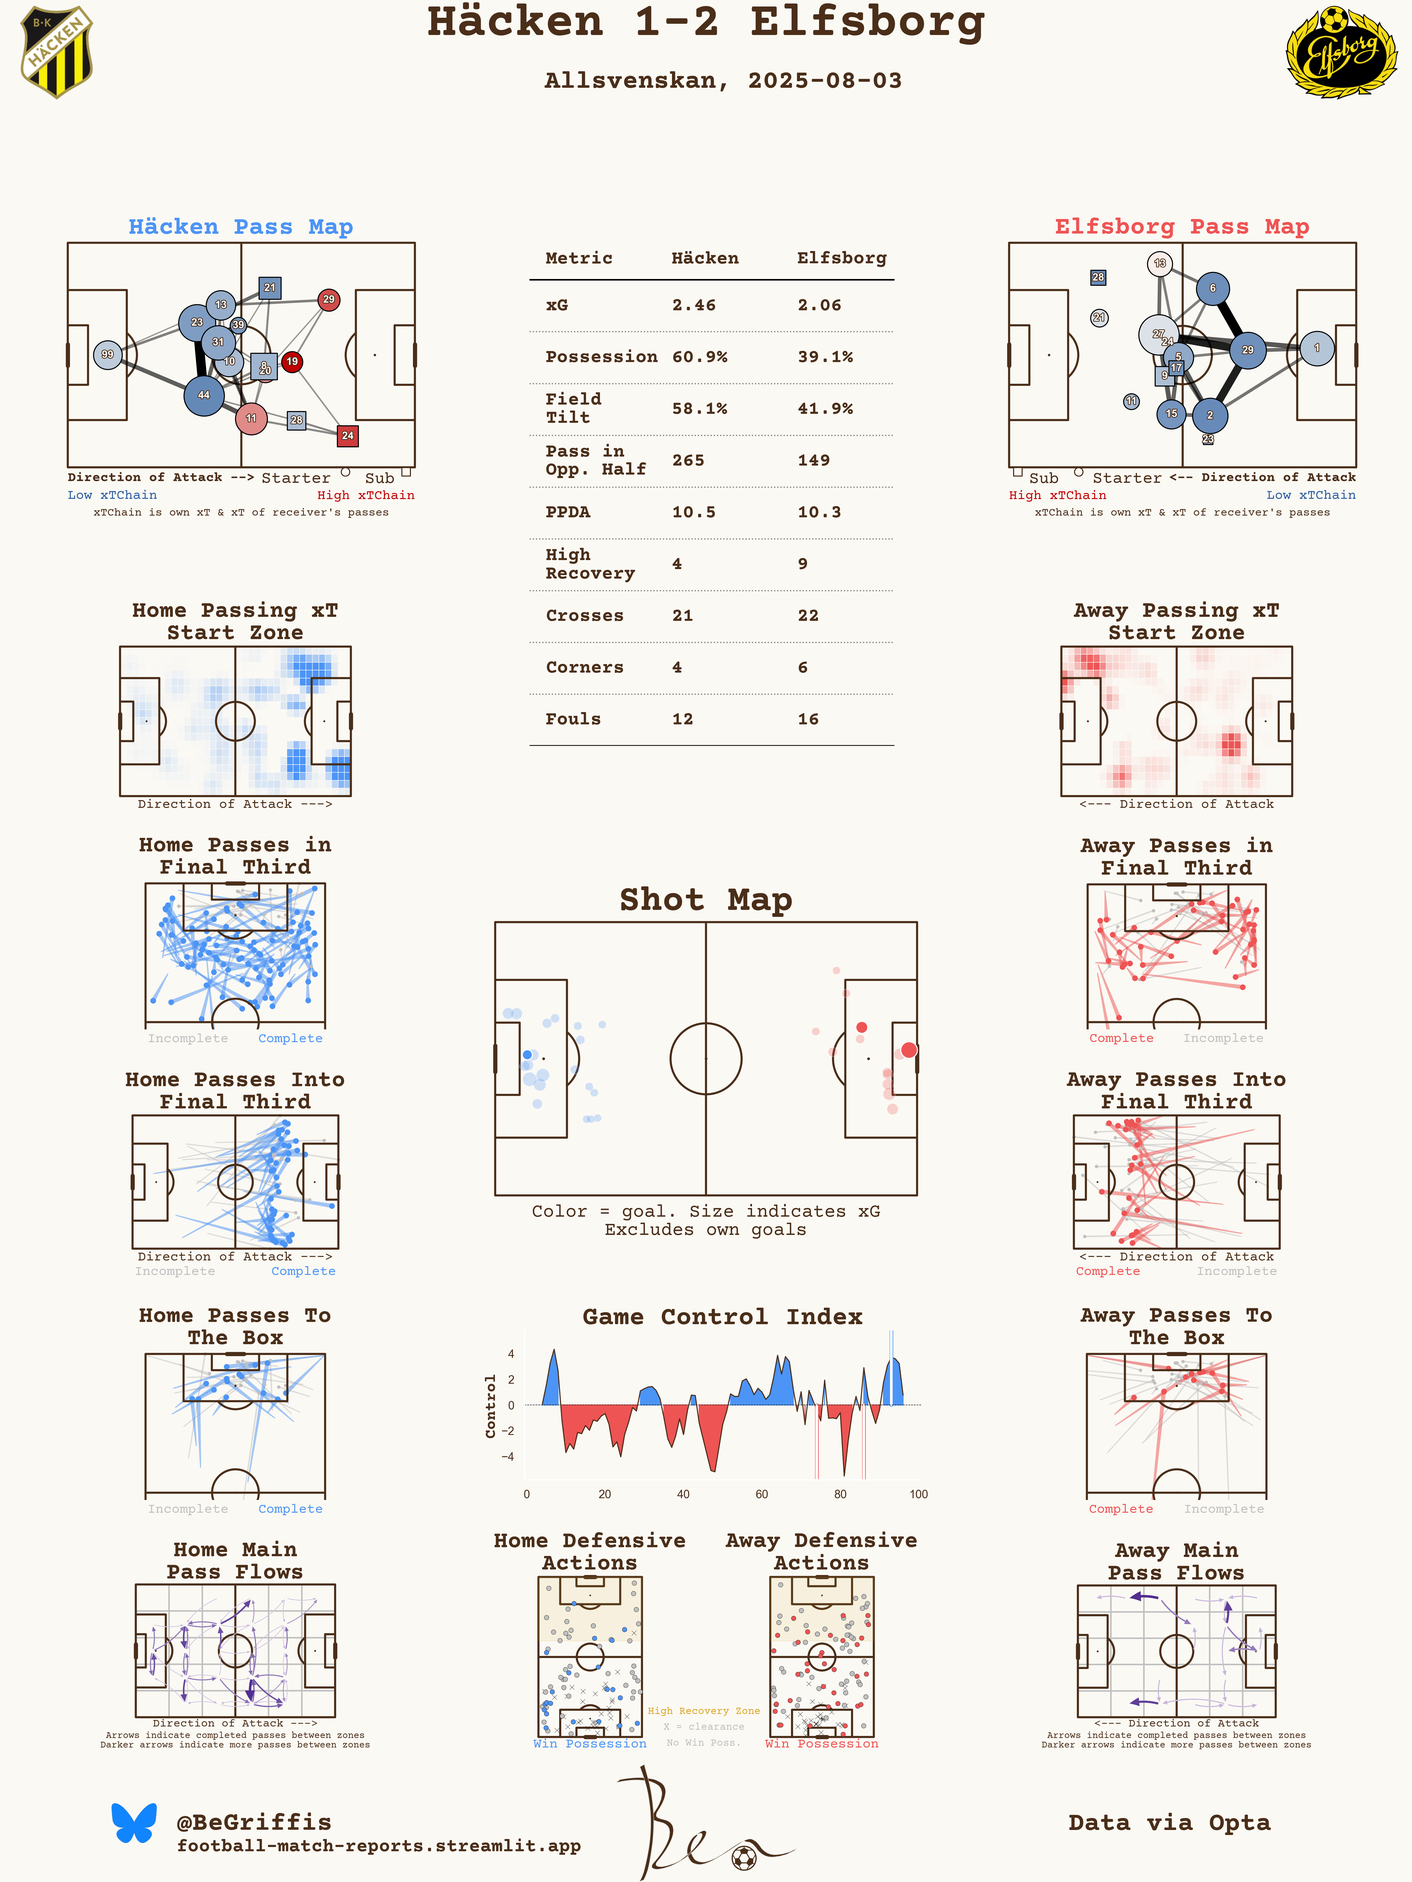 Häcken 1-2 Elfsborg
Allsvenskan, 2025-08-03
B·K
HÄCKEN
Elfsborg
Häcken Pass Map
99
23
13
31
39
10
44
21
29
19
8
20
11
28
24
Direction of Attack -->
Starter
Sub
Low xTChain
High xTChain
xTChain is own xT & xT of receiver's passes
Metric Häcken Elfsborg
xG 2.46 2.06
Possession 60.9% 39.1%
Field
Tilt 58.1% 41.9%
Pass in
Opp. Half 265 149
PPDA 10.5 10.3
High
Recovery 4 9
Crosses 21 22
Corners 4 6
Fouls 12 16
Elfsborg Pass Map
28
13
6
21
27
24
5
17
9
29
1
11
15
2
23
Sub
Starter
<-- Direction of Attack
High xTChain
Low xTChain
xTChain is own xT & xT of receiver's passes
Home Passing xT
Start Zone
Direction of Attack --->
Away Passing xT
Start Zone
<--- Direction of Attack
Home Passes in
Final Third
Incomplete
Complete
Away Passes in
Final Third
Complete
Incomplete
Shot Map
Color = goal. Size indicates xG
Excludes own goals
Home Passes Into
Final Third
Direction of Attack --->
Incomplete
Complete
Away Passes Into
Final Third
<--- Direction of Attack
Complete
Incomplete
Home Passes To
The Box
Incomplete
Complete
Game Control Index
Control
4
2
0
−2
−4
0
20
40
60
80
100
Away Passes To
The Box
Complete
Incomplete
Home Main
Pass Flows
Direction of Attack --->
Arrows indicate completed passes between zones
Darker arrows indicate more passes between zones
Home Defensive
Actions
Win Possession
Away Defensive
Actions
Win Possession
High Recovery Zone
X = clearance
No Win Poss.
Away Main
Pass Flows
<--- Direction of Attack
Arrows indicate completed passes between zones
Darker arrows indicate more passes between zones
@BeGriffis
football-match-reports.streamlit.app
Ben
Data via Opta